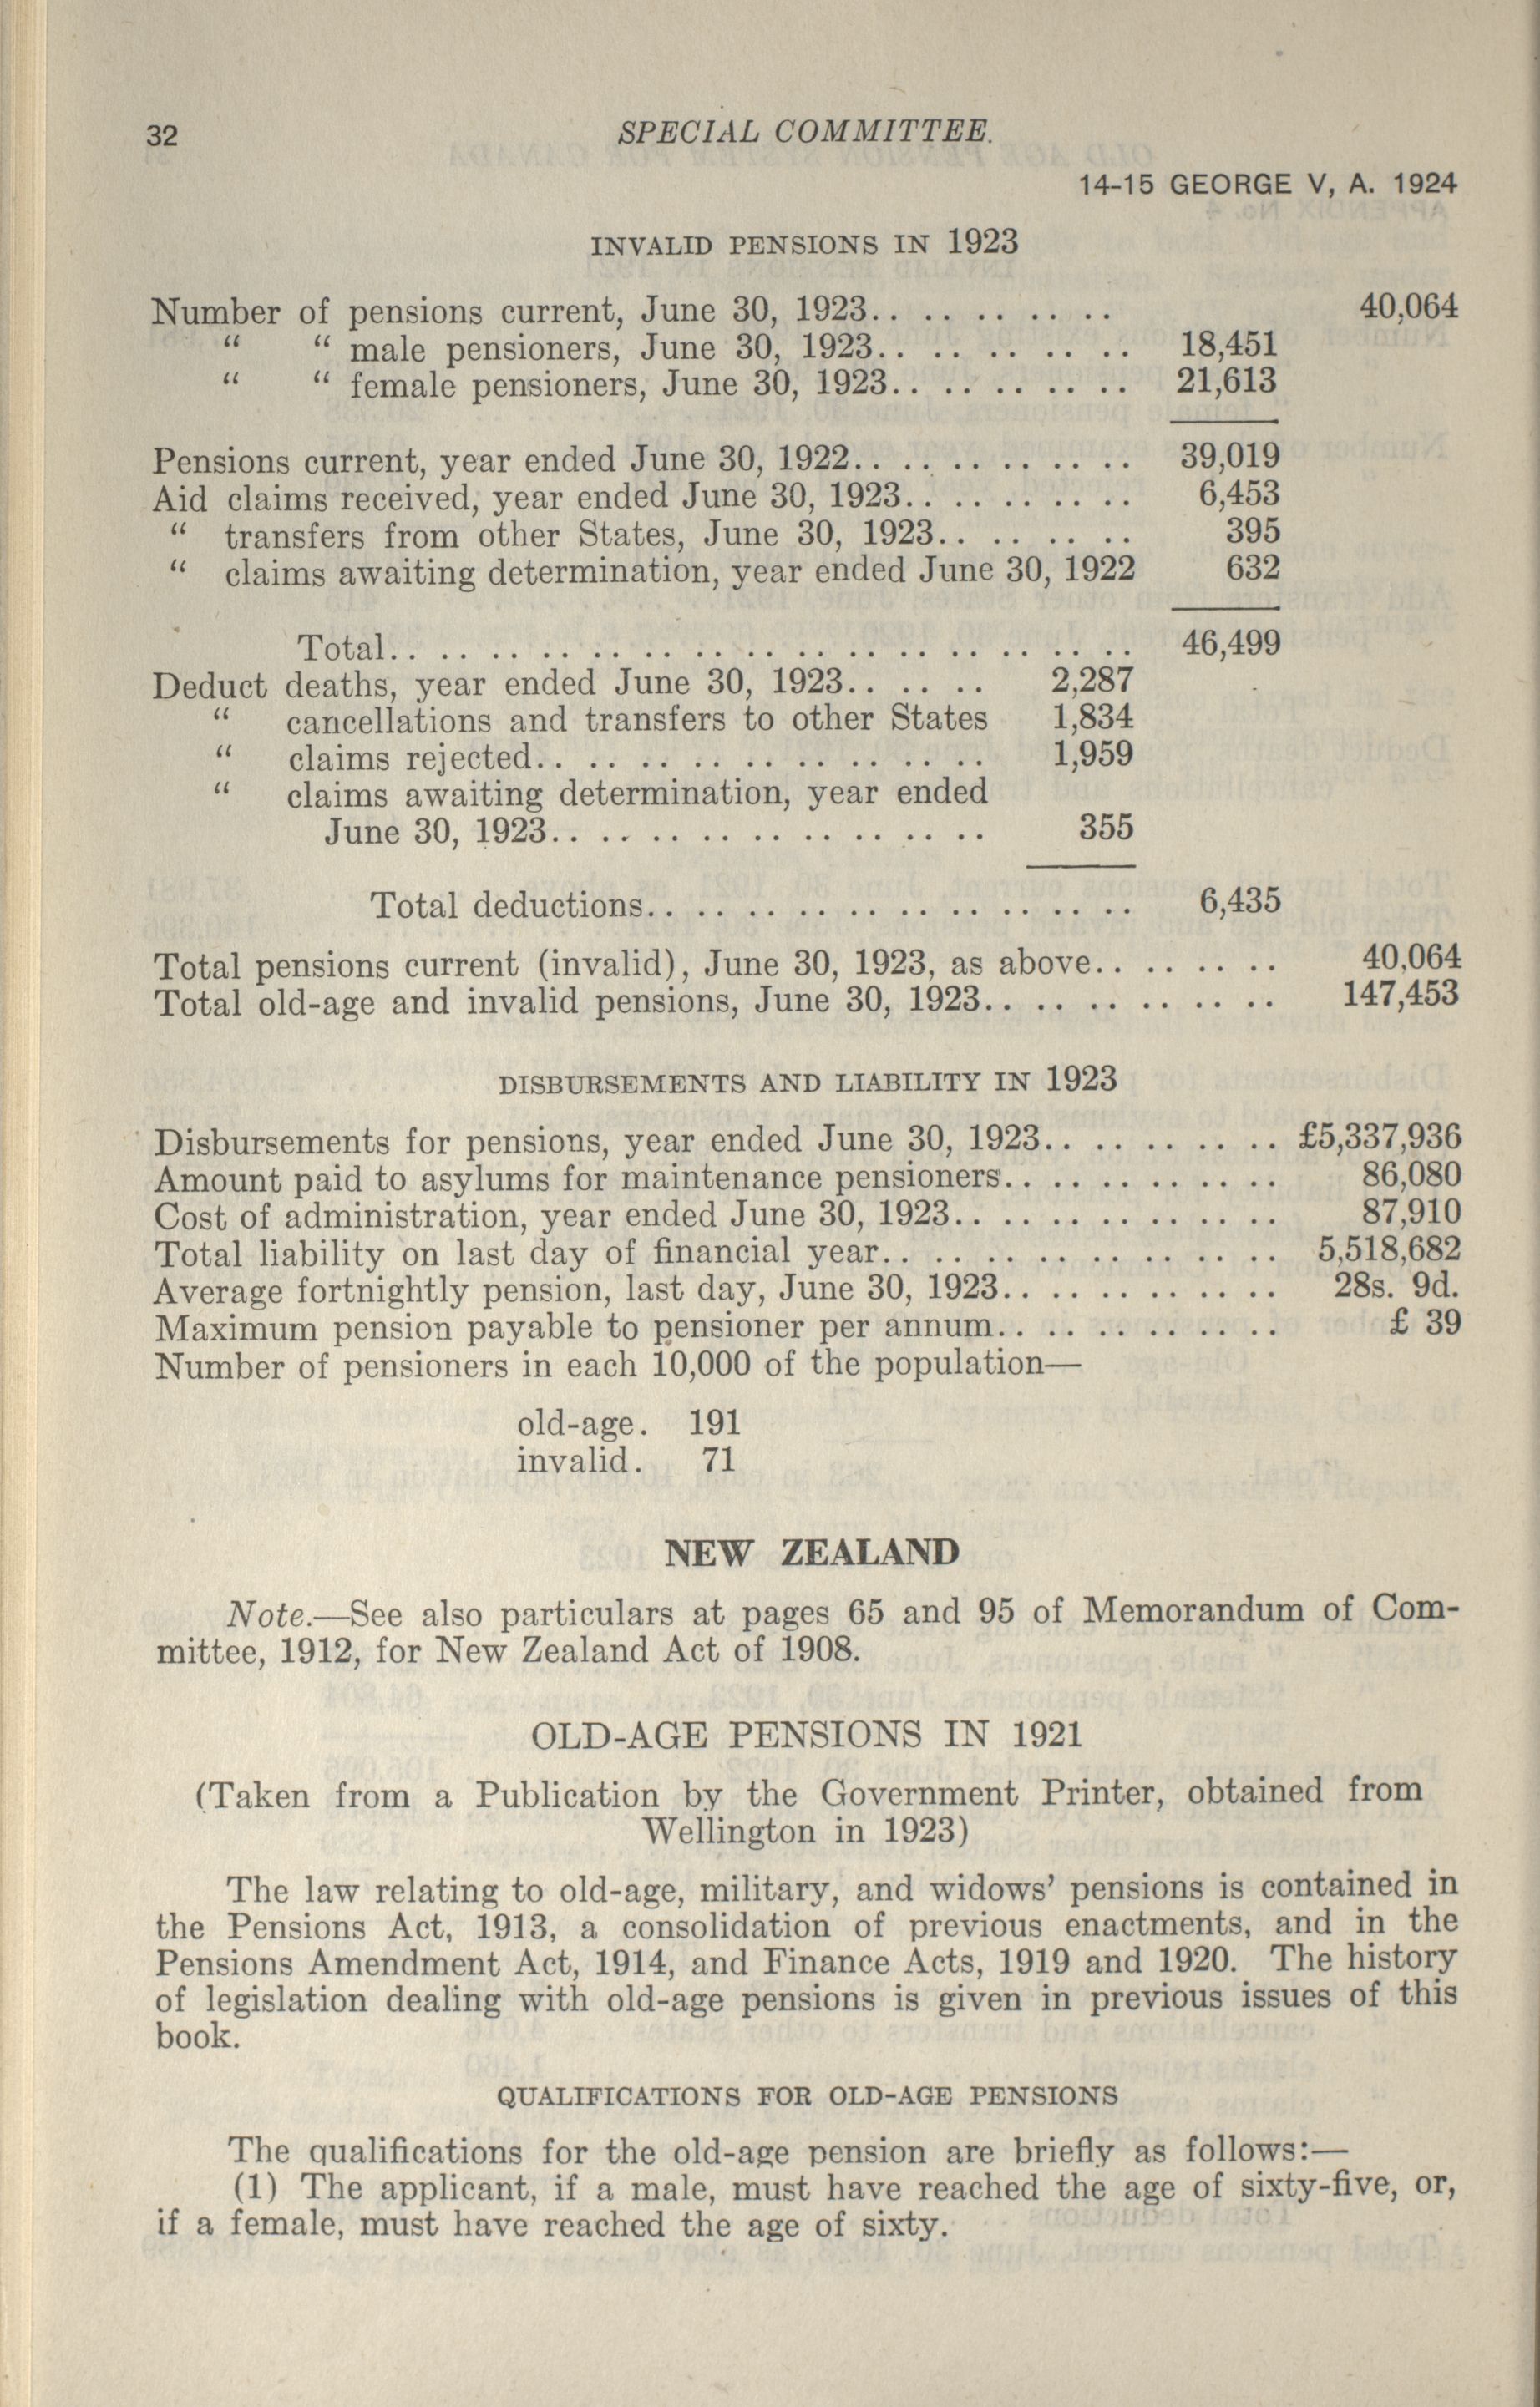 32 SPECIAL COMMITTEE.
14-15 GEORGE V, A. 1924
INVALID PENSIONS IN 1923
Number of pensions current, June 30, 1923.. .. .. .. .. 40,064
“ “ male pensioners, June 30, 1923.. .. .. .. .. .. 18,451
“ “ female pensioners, June 30, 1923.. .. .. .. .. 21,613
Pensions current, year ended June 30, 1922.. .. .. .. .. .. 39,019
Aid claims received, year ended June 30, 1923.. .. .. .. .. 6,453
“ transfers from other States, June 30, 1923.. .. .. .. 395
“ claims awaiting determination, year ended June 30, 1922 632
Total.. .. .. .. .. .. .. .. .. .. .. .. .. .. .. 46,499
Deduct deaths, year ended June 30, 1923.. .. .. 2,287
“ cancellations and transfers to other States 1,834
“ claims rejected.. .. .. .. .. .. .. .. .. 1,959
“ claims awaiting determination, year ended
June 30, 1923.. .. .. .. .. .. .. .. .. 355
Total deductions.. .. .. .. .. .. .. .. .. .. 6,435
Total pensions current (invalid), June 30, 1923, as above.. .. .. .. 40,064
Total old-age and invalid pensions, June 30, 1923.. .. .. .. .. .. 147,453
DISBURSEMENTS AND LIABILITY IN 1923
Disbursements for pensions, year ended June 30, 1923.. .. .. .. .. £5,337,936
Amount paid to asylums for maintenance pensioners.. .. .. .. .. .. 86,080
Cost of administration, year ended June 30, 1923.. .. .. .. .. .. .. 87,910
Total liability on last day of financial year.. .. .. .. .. .. .. .. 5,518,682
Average fortnightly pension, last day, June 30, 1923.. .. .. .. .. .. 28s. 9d.
Maximum pension payable to pensioner per annum.. .. .. .. .. .. £ 39
Number of pensioners in each 10,000 of the population—
old-age. 191
invalid. 71
NEW ZEALAND
Note.—See also particulars at pages 65 and 95 of Memorandum of Com-
mittee, 1912, for New Zealand Act of 1908.
OLD-AGE PENSIONS IN 1921
(Taken from a Publication by the Government Printer, obtained from
Wellington in 1923)
The law relating to old-age, military, and widows’ pensions is contained in
the Pensions Act, 1913, a consolidation of previous enactments, and in the
Pensions Amendment Act, 1914, and Finance Acts, 1919 and 1920. The history
of legislation dealing with old-age pensions is given in previous issues of this
book.
QUALIFICATIONS FOR OLD-AGE PENSIONS
The qualifications for the old-age pension are briefly as follows:—
(1) The applicant, if a male, must have reached the age of sixty-five, or,
if a female, must have reached the age of sixty.